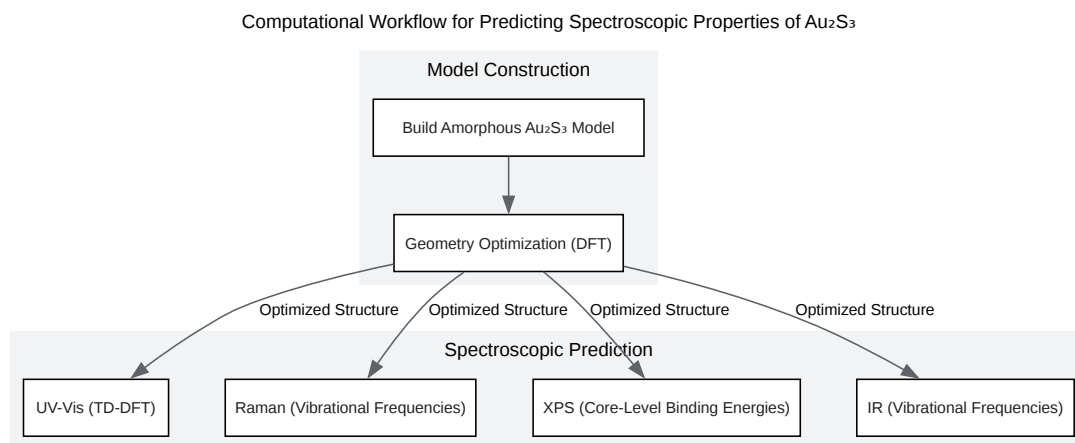 Computational Workflow for Predicting Spectroscopic Properties of Au₂S₃
Model Construction
Build Amorphous Au₂S₃ Model
Geometry Optimization (DFT)
Optimized Structure
Optimized Structure
Optimized Structure
Optimized Structure
Spectroscopic Prediction
UV-Vis (TD-DFT)
Raman (Vibrational Frequencies)
XPS (Core-Level Binding Energies)
IR (Vibrational Frequencies)